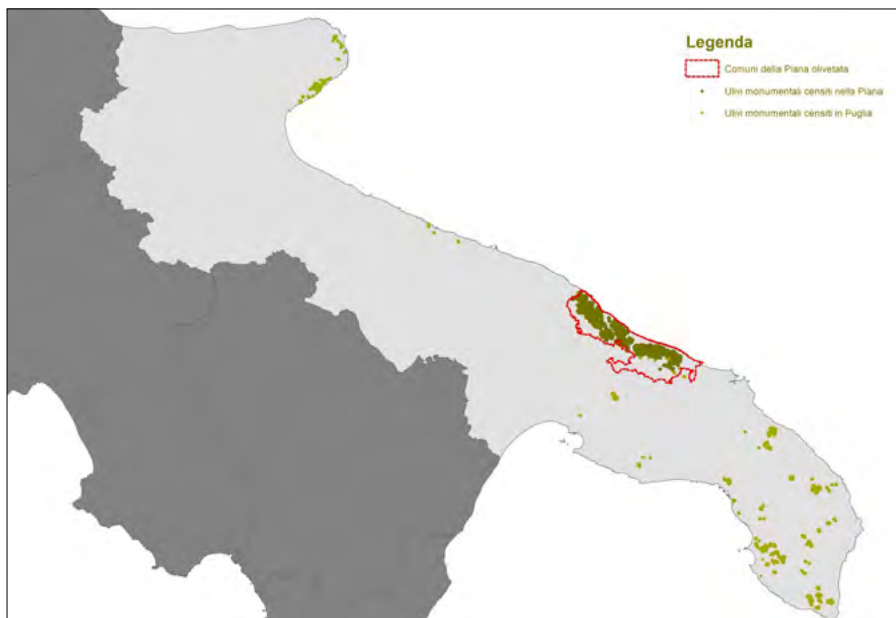 Legenda
Comuni della Piana olivetata
Ulivi monumentali censiti nella Piana
Ulivi monumentali censiti in Puglia